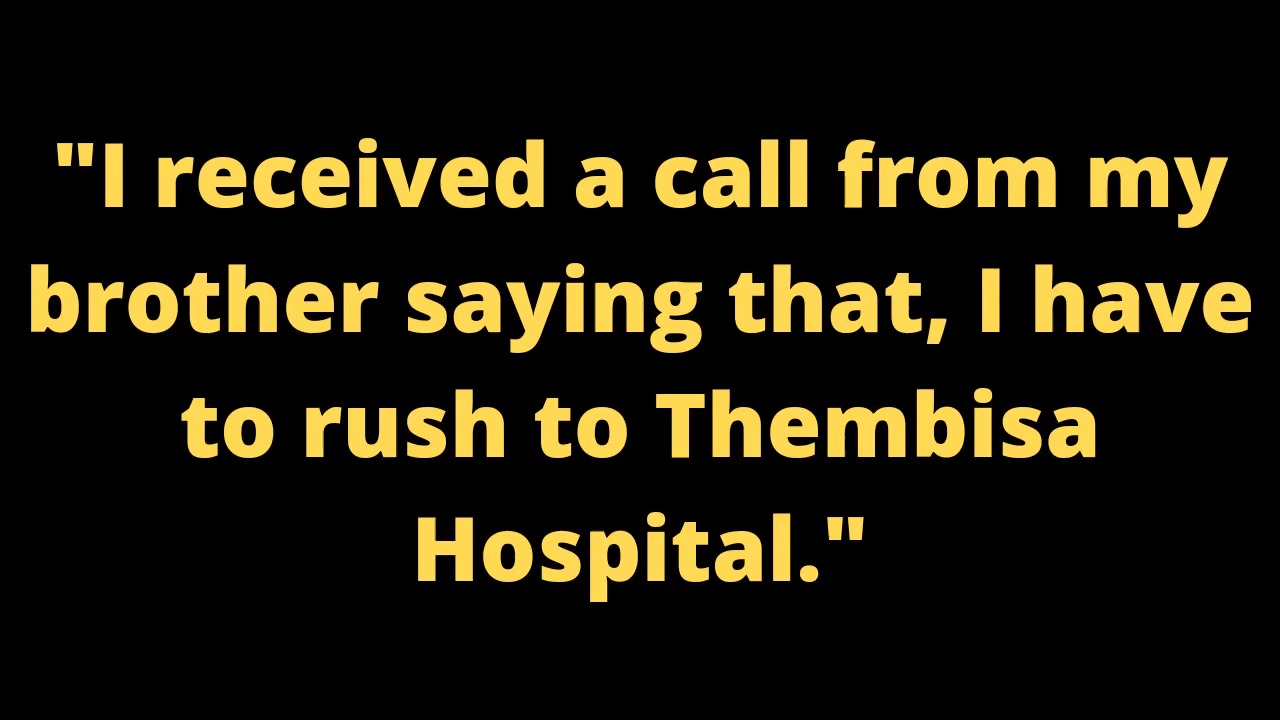 "I received a call from my
brother saying that, I have
to rush to Thembisa
Hospital."